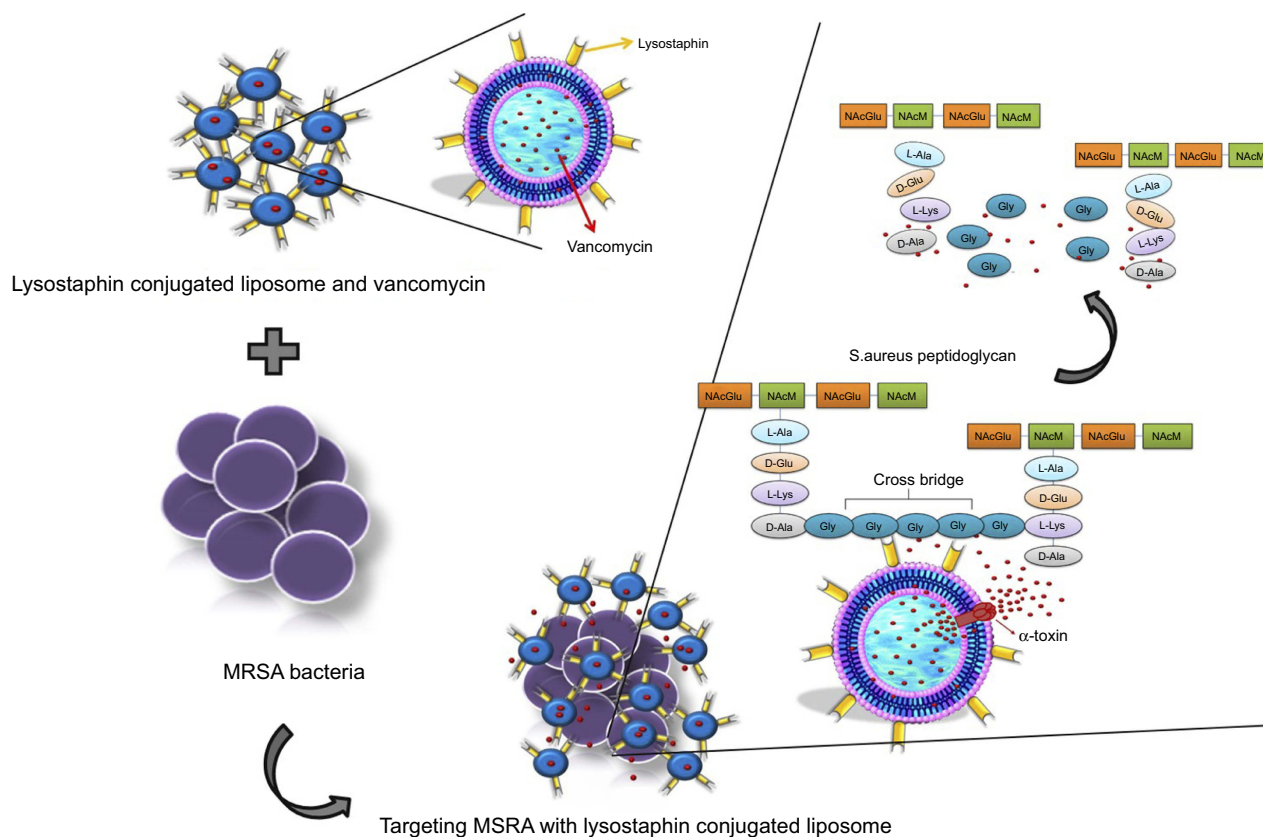 Lysostaphin
Vancomycin
Lysostaphin conjugated liposome and vancomycin
MRSA bacteria
Targeting MSRA with lysostaphin conjugated liposome
NAcGlu NAcM NAcGlu NAcM
L-Ala
D-Glu
L-Lys
D-Ala
NAcGlu NAcM NAcGlu NAcM
L-Ala
D-Glu
L-Lys
D-Ala
Gly Gly
Gly Gly
Gly
S.aureus peptidoglycan
NAcGlu NAcM NAcGlu NAcM
L-Ala
D-Glu
L-Lys
NAcGlu NAcM NAcGlu NAcM
L-Ala
D-Glu
Cross bridge
D-Ala Gly Gly Gly Gly Gly L-Lys
D-Ala
α-toxin